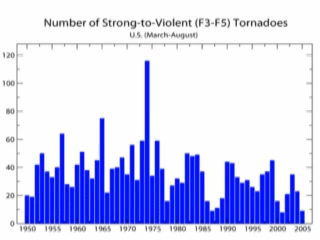 Number of Strong-to-Violent (F3-F5) Tornadoes
U.S. (March-August)
120
100
80
60
40
20
0
1950 1955 1960 1965 1970 1975 1980 1985 1990 1995 2000 2005